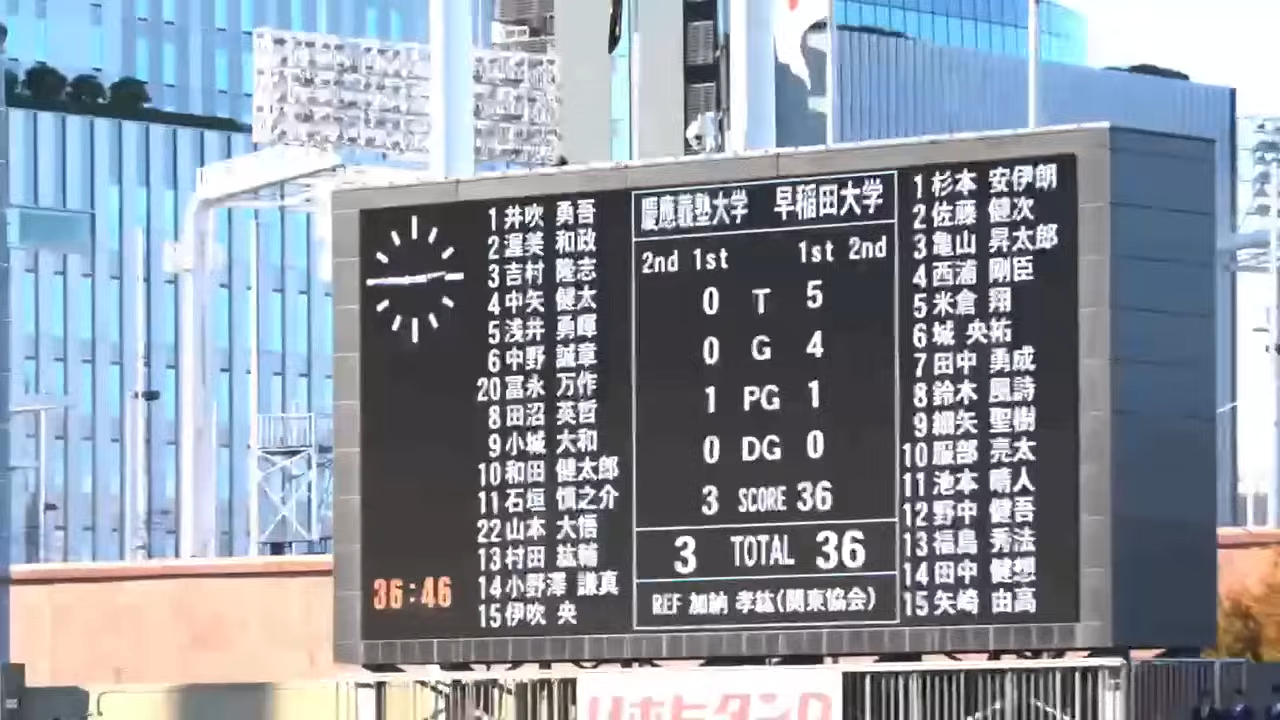 1 井吹 勇吾
2 渥美 和政
3 吉村 隆志
4 中矢 健太
5 浅井 勇暉
6 中野 誠章
20 冨永 万作
8 田沼 英哲
9 小城 大和
10 和田 健太郎
11 石垣 慎之介
22 山本 大悟
13 村田 紘輔
14 小野澤 謙真
15 伊吹 央
36:46
慶應義塾大学 早稲田大学
2nd 1st 1st 2nd
0 T 5
0 G 4
1 PG 1
0 DG 0
3 SCORE 36
3 TOTAL 36
REF 加納 孝紘(関東協会)
1 杉本 安伊朗
2 佐藤 健次
3 亀山 昇太郎
4 西浦 剛臣
5 米倉 翔
6 城 央祐
7 田中 勇成
8 鈴木 風詩
9 細矢 聖樹
10 服部 亮太
11 池本 晴人
12 野中 健吾
13 福島 秀法
14 田中 健想
15 矢崎 由高
リポビタンD